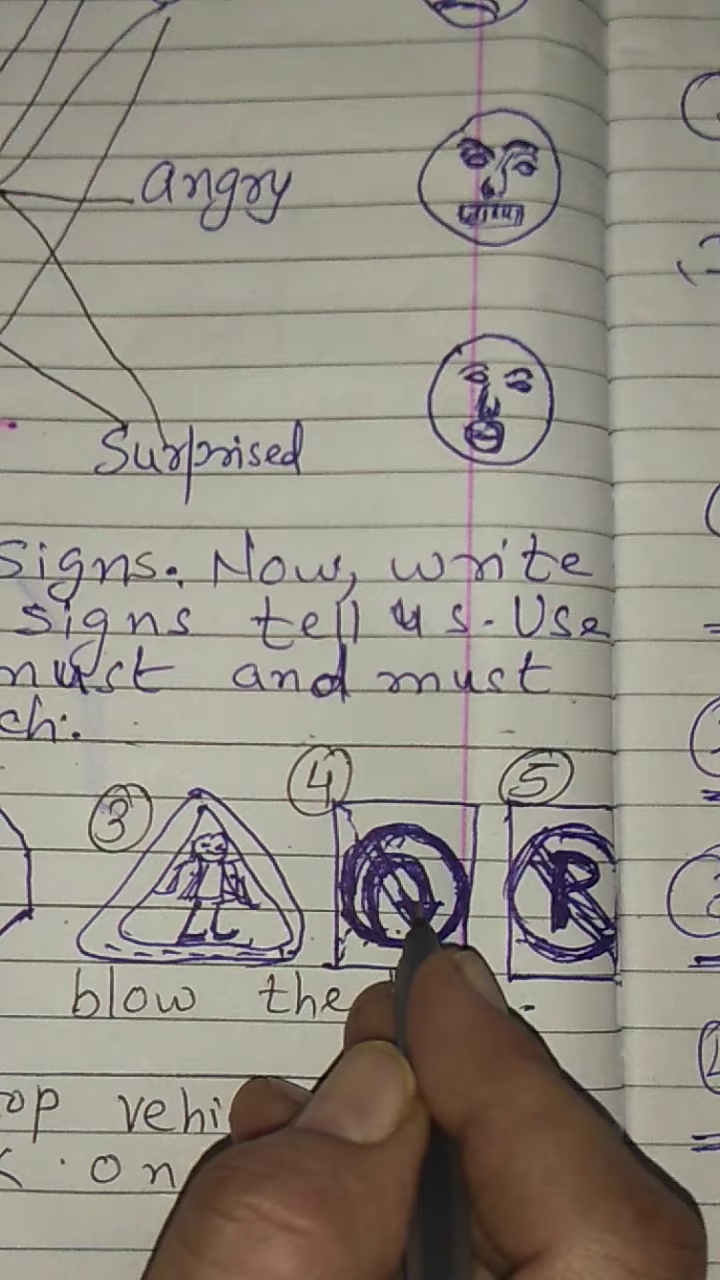 angry
Surprised
Signs. Now, write
signs tell us. Use
must and must
ch.
3 4 5
R
blow the
op vehi
on